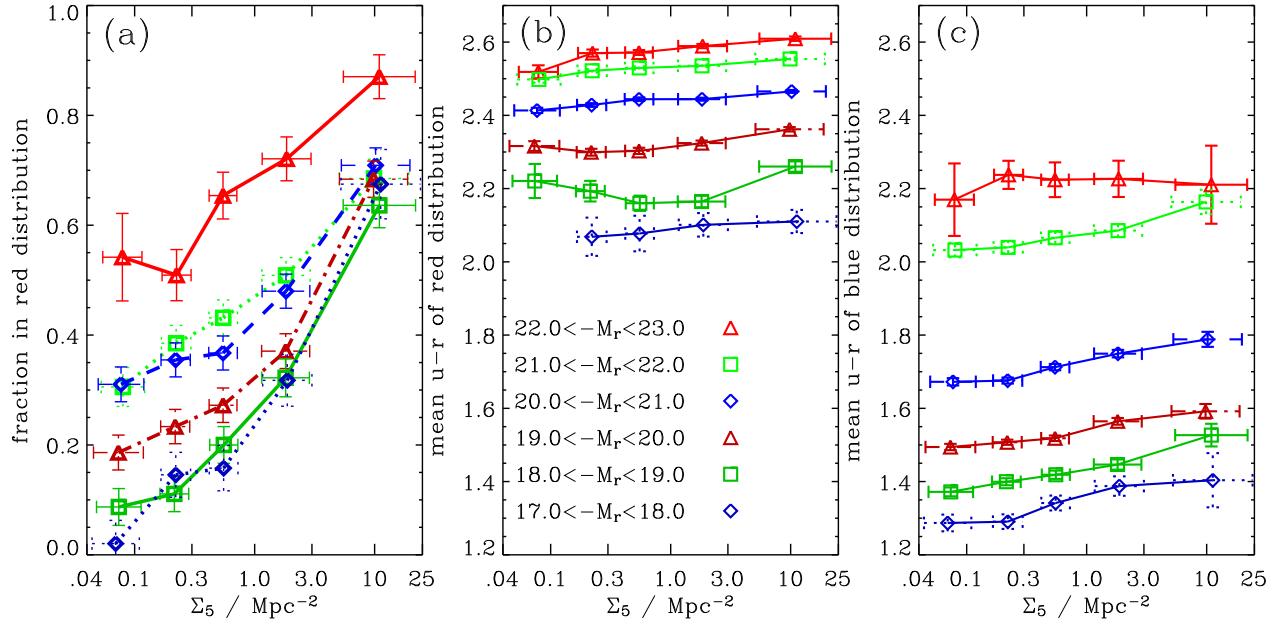 (a)
fraction in red distribution
1.0
0.8
0.6
0.4
0.2
0.0
.04 0.1 0.3 1.0 3.0 10 25
Σ₅ / Mpc⁻²
(b)
mean u-r of red distribution
2.6
2.4
2.2
2.0
1.8
1.6
1.4
1.2
22.0<-Mᵣ<23.0
21.0<-Mᵣ<22.0
20.0<-Mᵣ<21.0
19.0<-Mᵣ<20.0
18.0<-Mᵣ<19.0
17.0<-Mᵣ<18.0
.04 0.1 0.3 1.0 3.0 10 25
Σ₅ / Mpc⁻²
(c)
mean u-r of blue distribution
2.6
2.4
2.2
2.0
1.8
1.6
1.4
1.2
.04 0.1 0.3 1.0 3.0 10 25
Σ₅ / Mpc⁻²